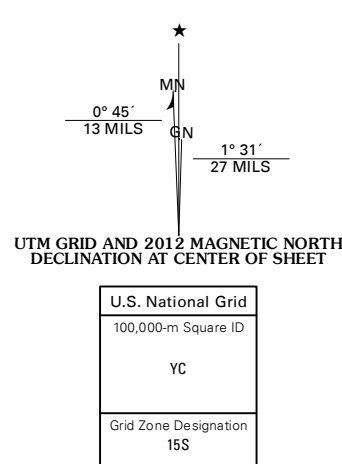 ★
MN
0° 45´
13 MILS
GN
1° 31´
27 MILS
UTM GRID AND 2012 MAGNETIC NORTH
DECLINATION AT CENTER OF SHEET
U.S. National Grid
100,000-m Square ID
YC
Grid Zone Designation
15S